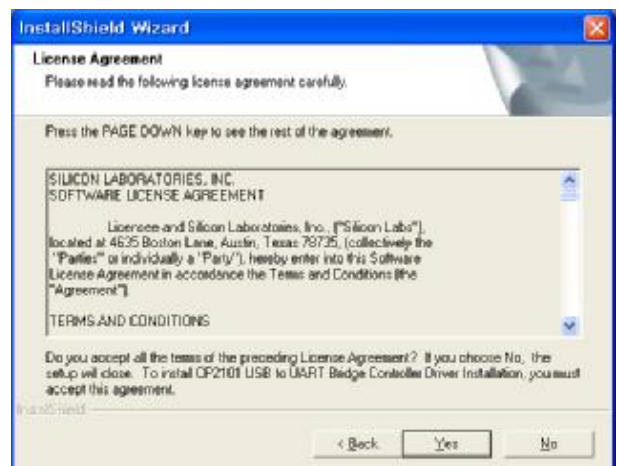 InstallShield Wizard
License Agreement
Please read the following license agreement carefully.
Press the PAGE DOWN key to see the rest of the agreement.
SILICON LABORATORIES, INC.
SOFTWARE LICENSE AGREEMENT
Licensee and Silicon Laboratories, Inc., ("Silicon Labs"),
located at 4635 Boston Lane, Austin, Texas 78735, (collectively the
"Parties" or individually a "Party"), hereby enter into this Software
License Agreement in accordance the Terms and Conditions (the
"Agreement").
TERMS AND CONDITIONS
Do you accept all the terms of the preceding License Agreement? If you choose No, the
setup will close. To install CP2101 USB to UART Bridge Controller Driver Installation, you must
accept this agreement.
InstallShield
< Back
Yes
No